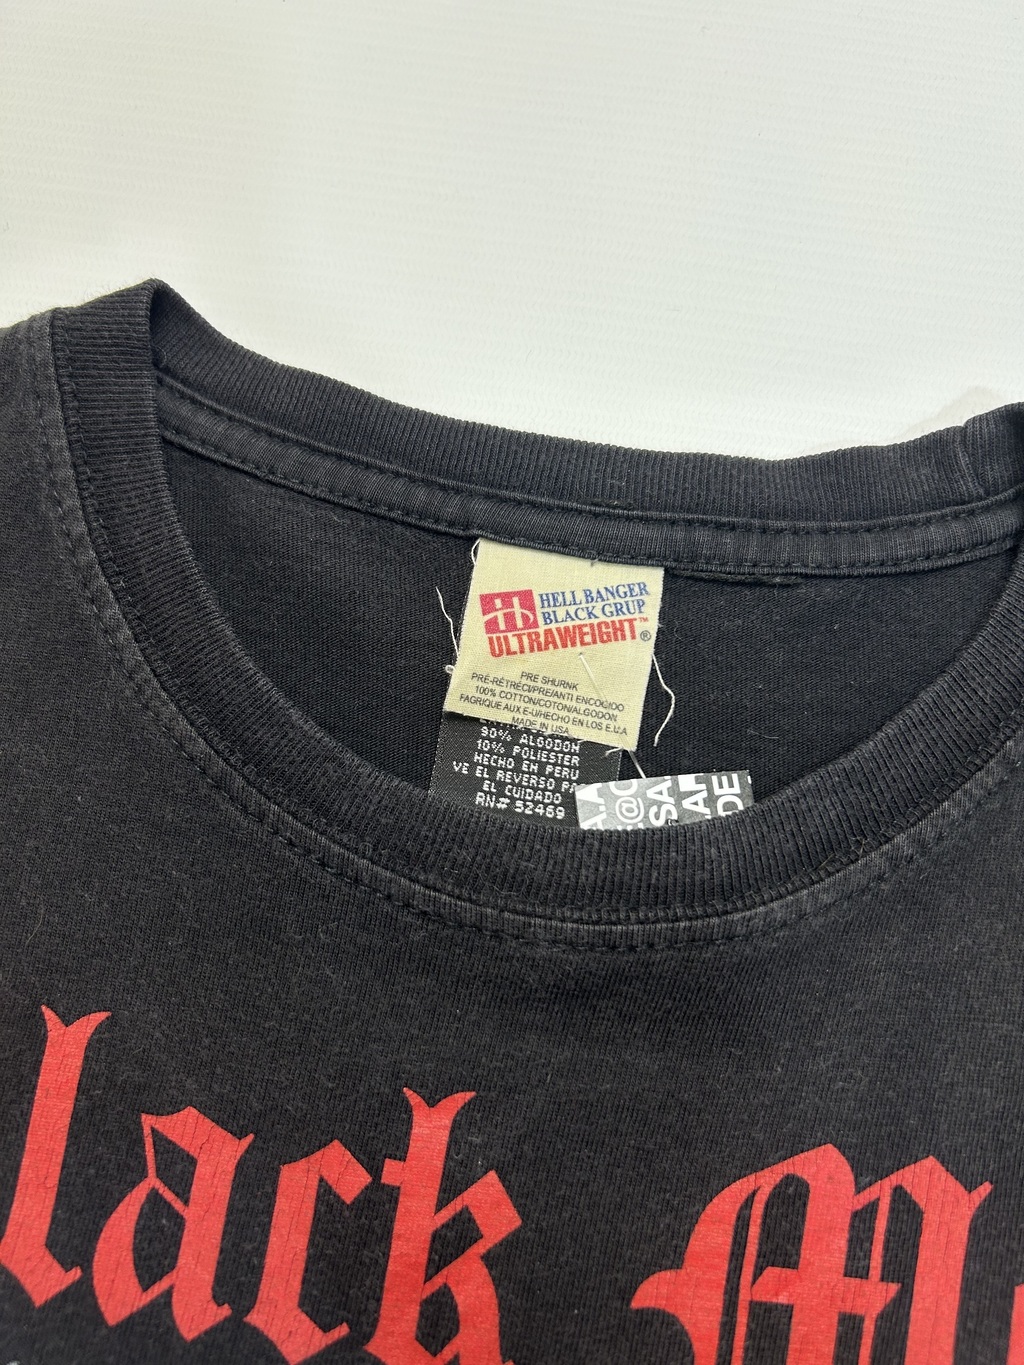 HELL BANGER
BLACK GRUP
ULTRAWEIGHT™®
PRE SHURNK
PRÉ-RÉTRÉCI/PRE/ANTI ENCOGIDO
100% COTTON/COTON/ALGODON
FAGRIQUE AUX E-U/HECHO EN LOS E.U.A
MADE IN USA
90% ALGODON
10% POLIESTER
HECHO EN PERU
VE EL REVERSO PA
EL CUIDADO
RN# 52469
lack M